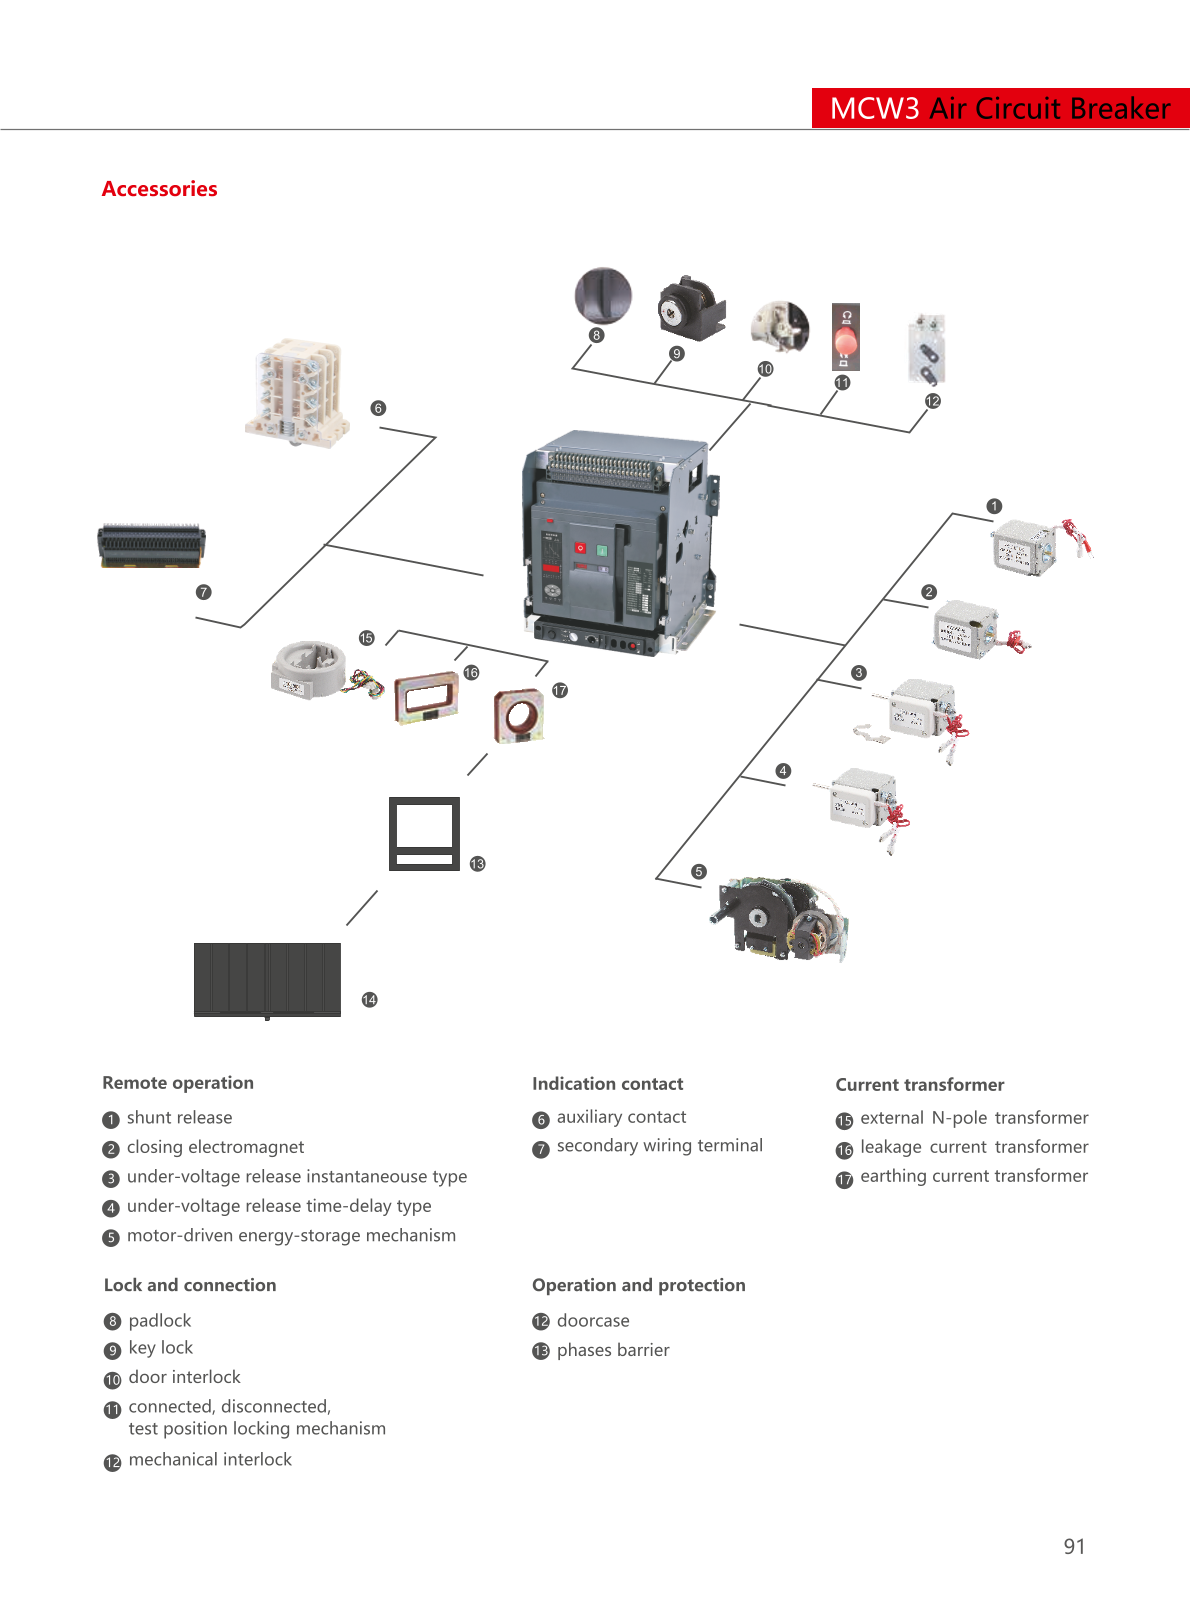 MCW3 Air Circuit Breaker
Accessories
8
9
10
11
12
6
1
7
2
15
16
17
3
4
13
5
14
Remote operation
1 shunt release
2 closing electromagnet
3 under-voltage release instantaneouse type
4 under-voltage release time-delay type
5 motor-driven energy-storage mechanism
Indication contact
6 auxiliary contact
7 secondary wiring terminal
Current transformer
15 external N-pole transformer
16 leakage current transformer
17 earthing current transformer
Lock and connection
8 padlock
9 key lock
10 door interlock
11 connected, disconnected,
test position locking mechanism
12 mechanical interlock
Operation and protection
12 doorcase
13 phases barrier
91